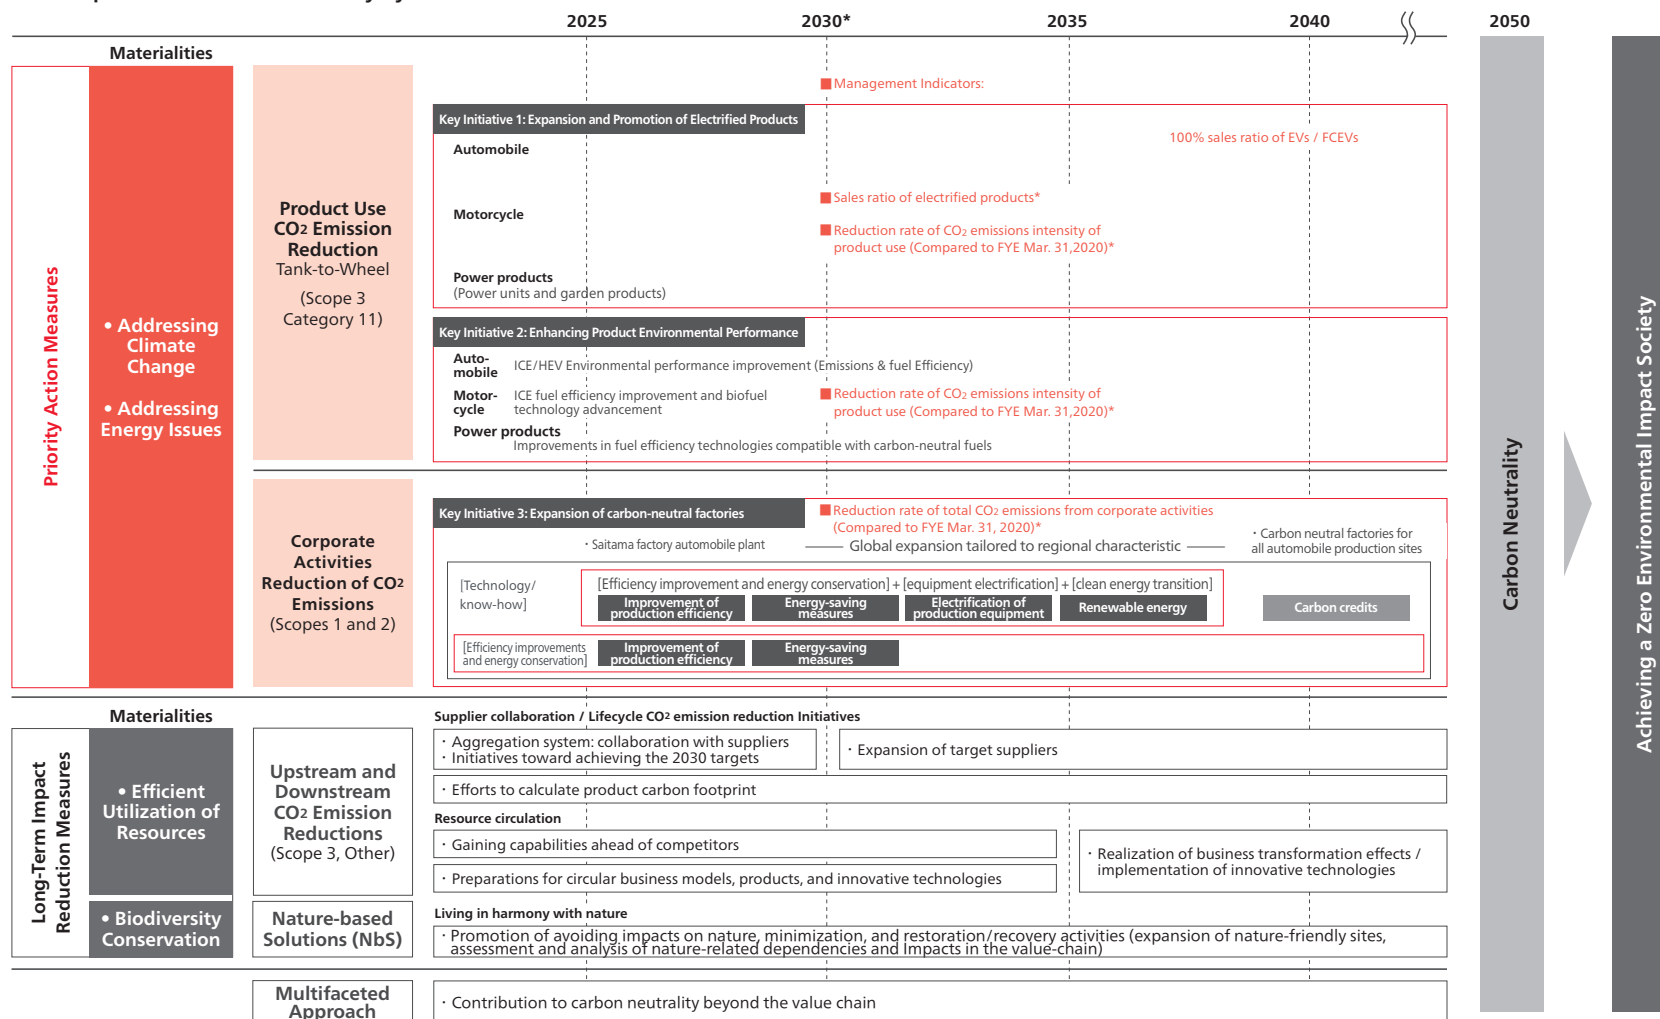 2025
2030*
2035
2040
2050
Materialities
Priority Action Measures
• Addressing
Climate
Change
• Addressing
Energy Issues
Product Use
CO2 Emission
Reduction
Tank-to-Wheel
(Scope 3
Category 11)
■ Management Indicators:
Key Initiative 1: Expansion and Promotion of Electrified Products
100% sales ratio of EVs / FCEVs
Automobile
■ Sales ratio of electrified products*
Motorcycle
■ Reduction rate of CO2 emissions intensity of
product use (Compared to FYE Mar. 31,2020)*
Power products
(Power units and garden products)
Key Initiative 2: Enhancing Product Environmental Performance
Auto-
mobile
ICE/HEV Environmental performance improvement (Emissions & fuel Efficiency)
Motor-
cycle
ICE fuel efficiency improvement and biofuel
technology advancement
■ Reduction rate of CO2 emissions intensity of
product use (Compared to FYE Mar. 31,2020)*
Power products
Improvements in fuel efficiency technologies compatible with carbon-neutral fuels
Corporate
Activities
Reduction of CO2
Emissions
(Scopes 1 and 2)
Key Initiative 3: Expansion of carbon-neutral factories
■ Reduction rate of total CO2 emissions from corporate activities
(Compared to FYE Mar. 31, 2020)*
· Saitama factory automobile plant
Global expansion tailored to regional characteristic
· Carbon neutral factories for
all automobile production sites
[Technology/
know-how]
[Efficiency improvement and energy conservation] + [equipment electrification] + [clean energy transition]
Improvement of
production efficiency
Energy-saving
measures
Electrification of
production equipment
Renewable energy
Carbon credits
[Efficiency improvements
and energy conservation]
Improvement of
production efficiency
Energy-saving
measures
Materialities
Long-Term Impact
Reduction Measures
• Efficient
Utilization of
Resources
• Biodiversity
Conservation
Upstream and
Downstream
CO2 Emission
Reductions
(Scope 3, Other)
Supplier collaboration / Lifecycle CO2 emission reduction Initiatives
· Aggregation system: collaboration with suppliers
· Initiatives toward achieving the 2030 targets
· Expansion of target suppliers
· Efforts to calculate product carbon footprint
Resource circulation
· Gaining capabilities ahead of competitors
· Preparations for circular business models, products, and innovative technologies
· Realization of business transformation effects /
implementation of innovative technologies
Nature-based
Solutions (NbS)
Living in harmony with nature
· Promotion of avoiding impacts on nature, minimization, and restoration/recovery activities (expansion of nature-friendly sites,
assessment and analysis of nature-related dependencies and Impacts in the value-chain)
Multifaceted
Approach
· Contribution to carbon neutrality beyond the value chain
Carbon Neutrality
Achieving a Zero Environmental Impact Society